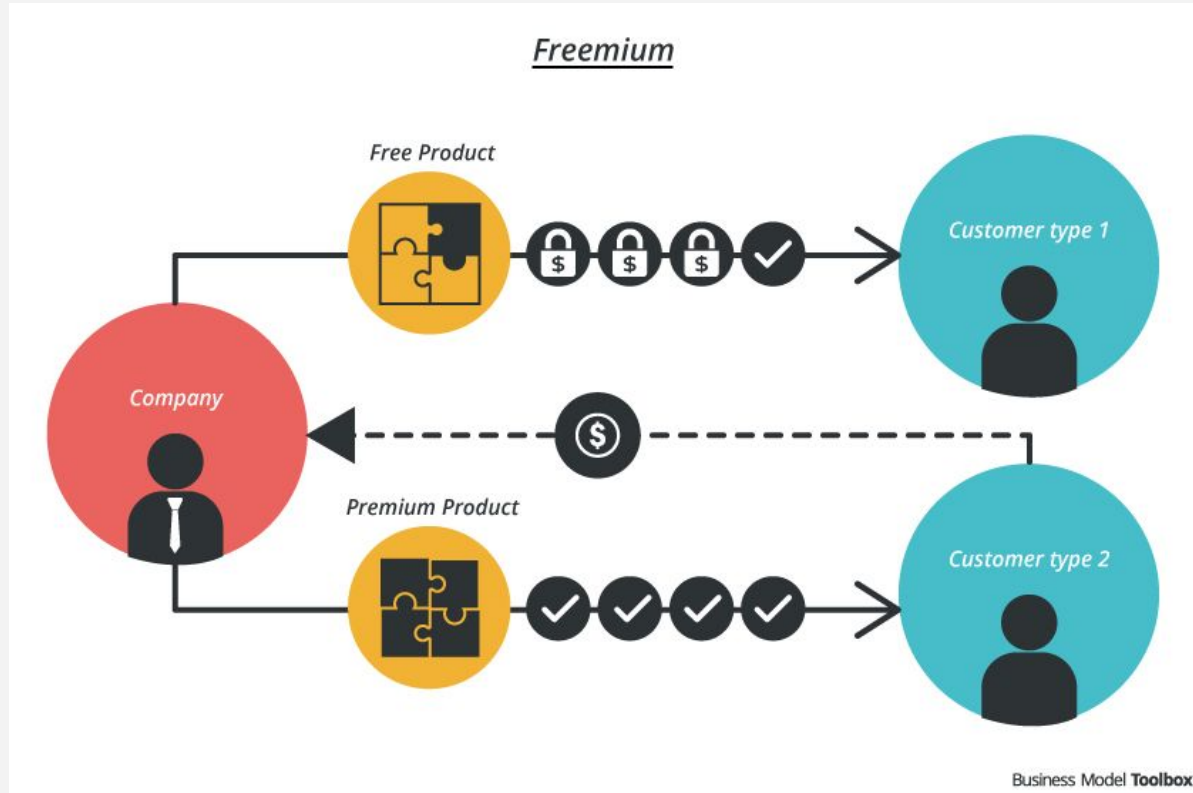 Freemium
Free Product
$ $ $
Customer type 1
Company
$
Premium Product
Customer type 2
Business Model Toolbox